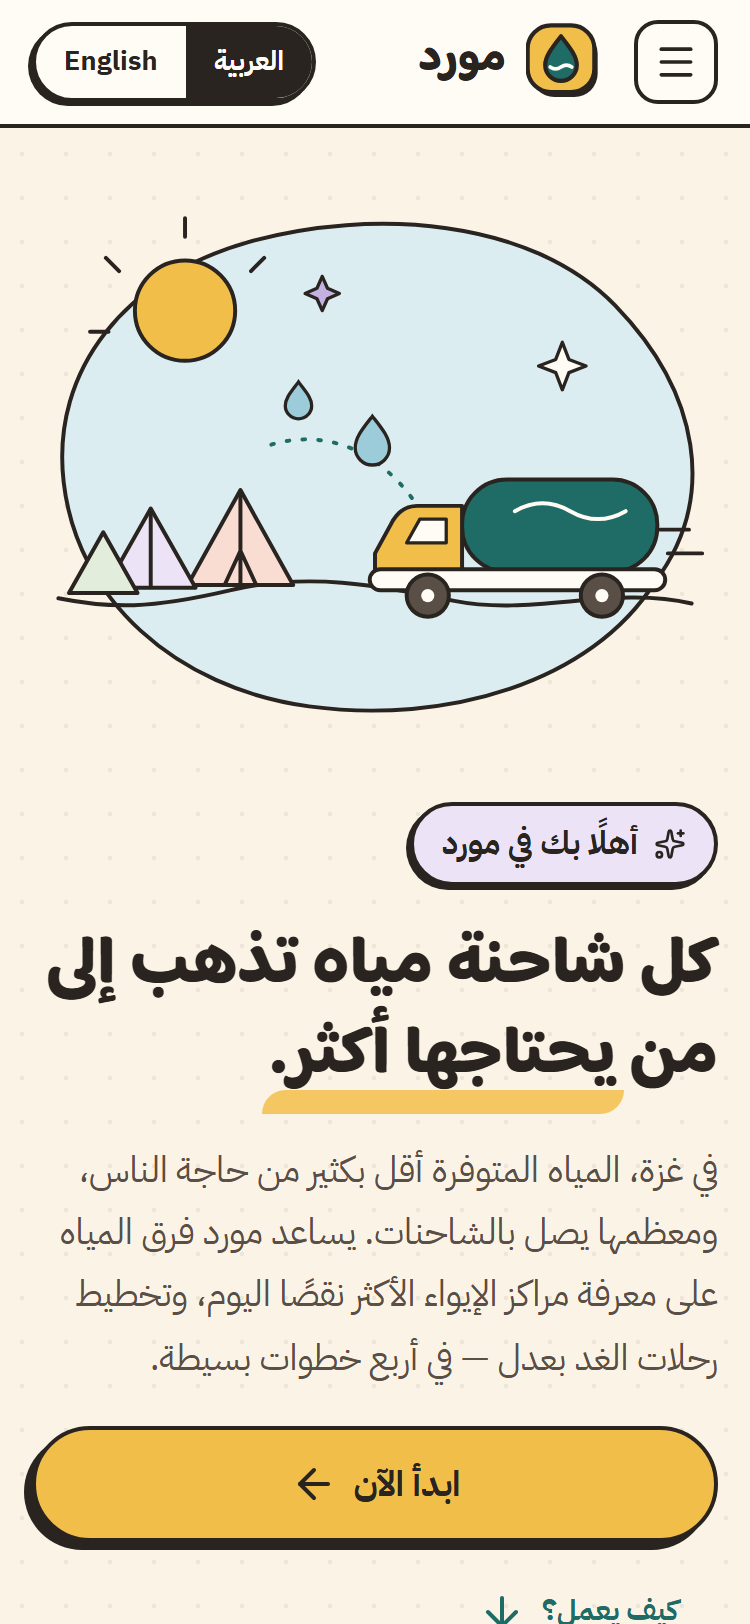 مورد
العربية
English
أهلًا بك في مورد
كل شاحنة مياه تذهب إلى
من يحتاجها أكثر.
في غزة، المياه المتوفرة أقل بكثير من حاجة الناس،
ومعظمها يصل بالشاحنات. يساعد مورد فرق المياه
على معرفة مراكز الإيواء الأكثر نقصًا اليوم، وتخطيط
رحلات الغد بعدل — في أربع خطوات بسيطة.
ابدأ الآن
كيف يعمل؟